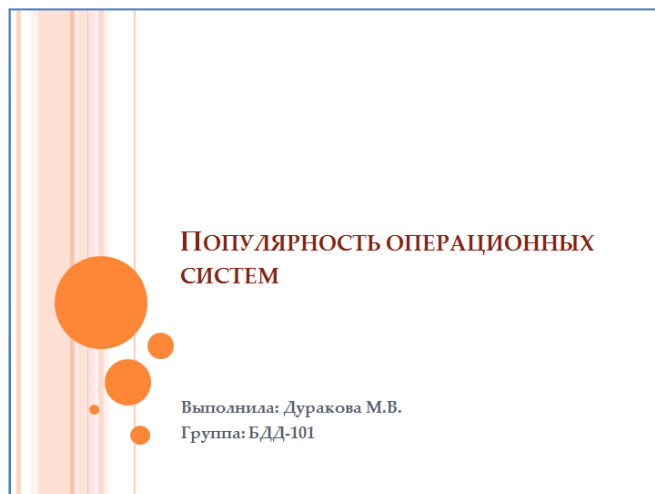 Популярность операционных
систем
Выполнила: Дуракова М.В.
Группа: БДД-101